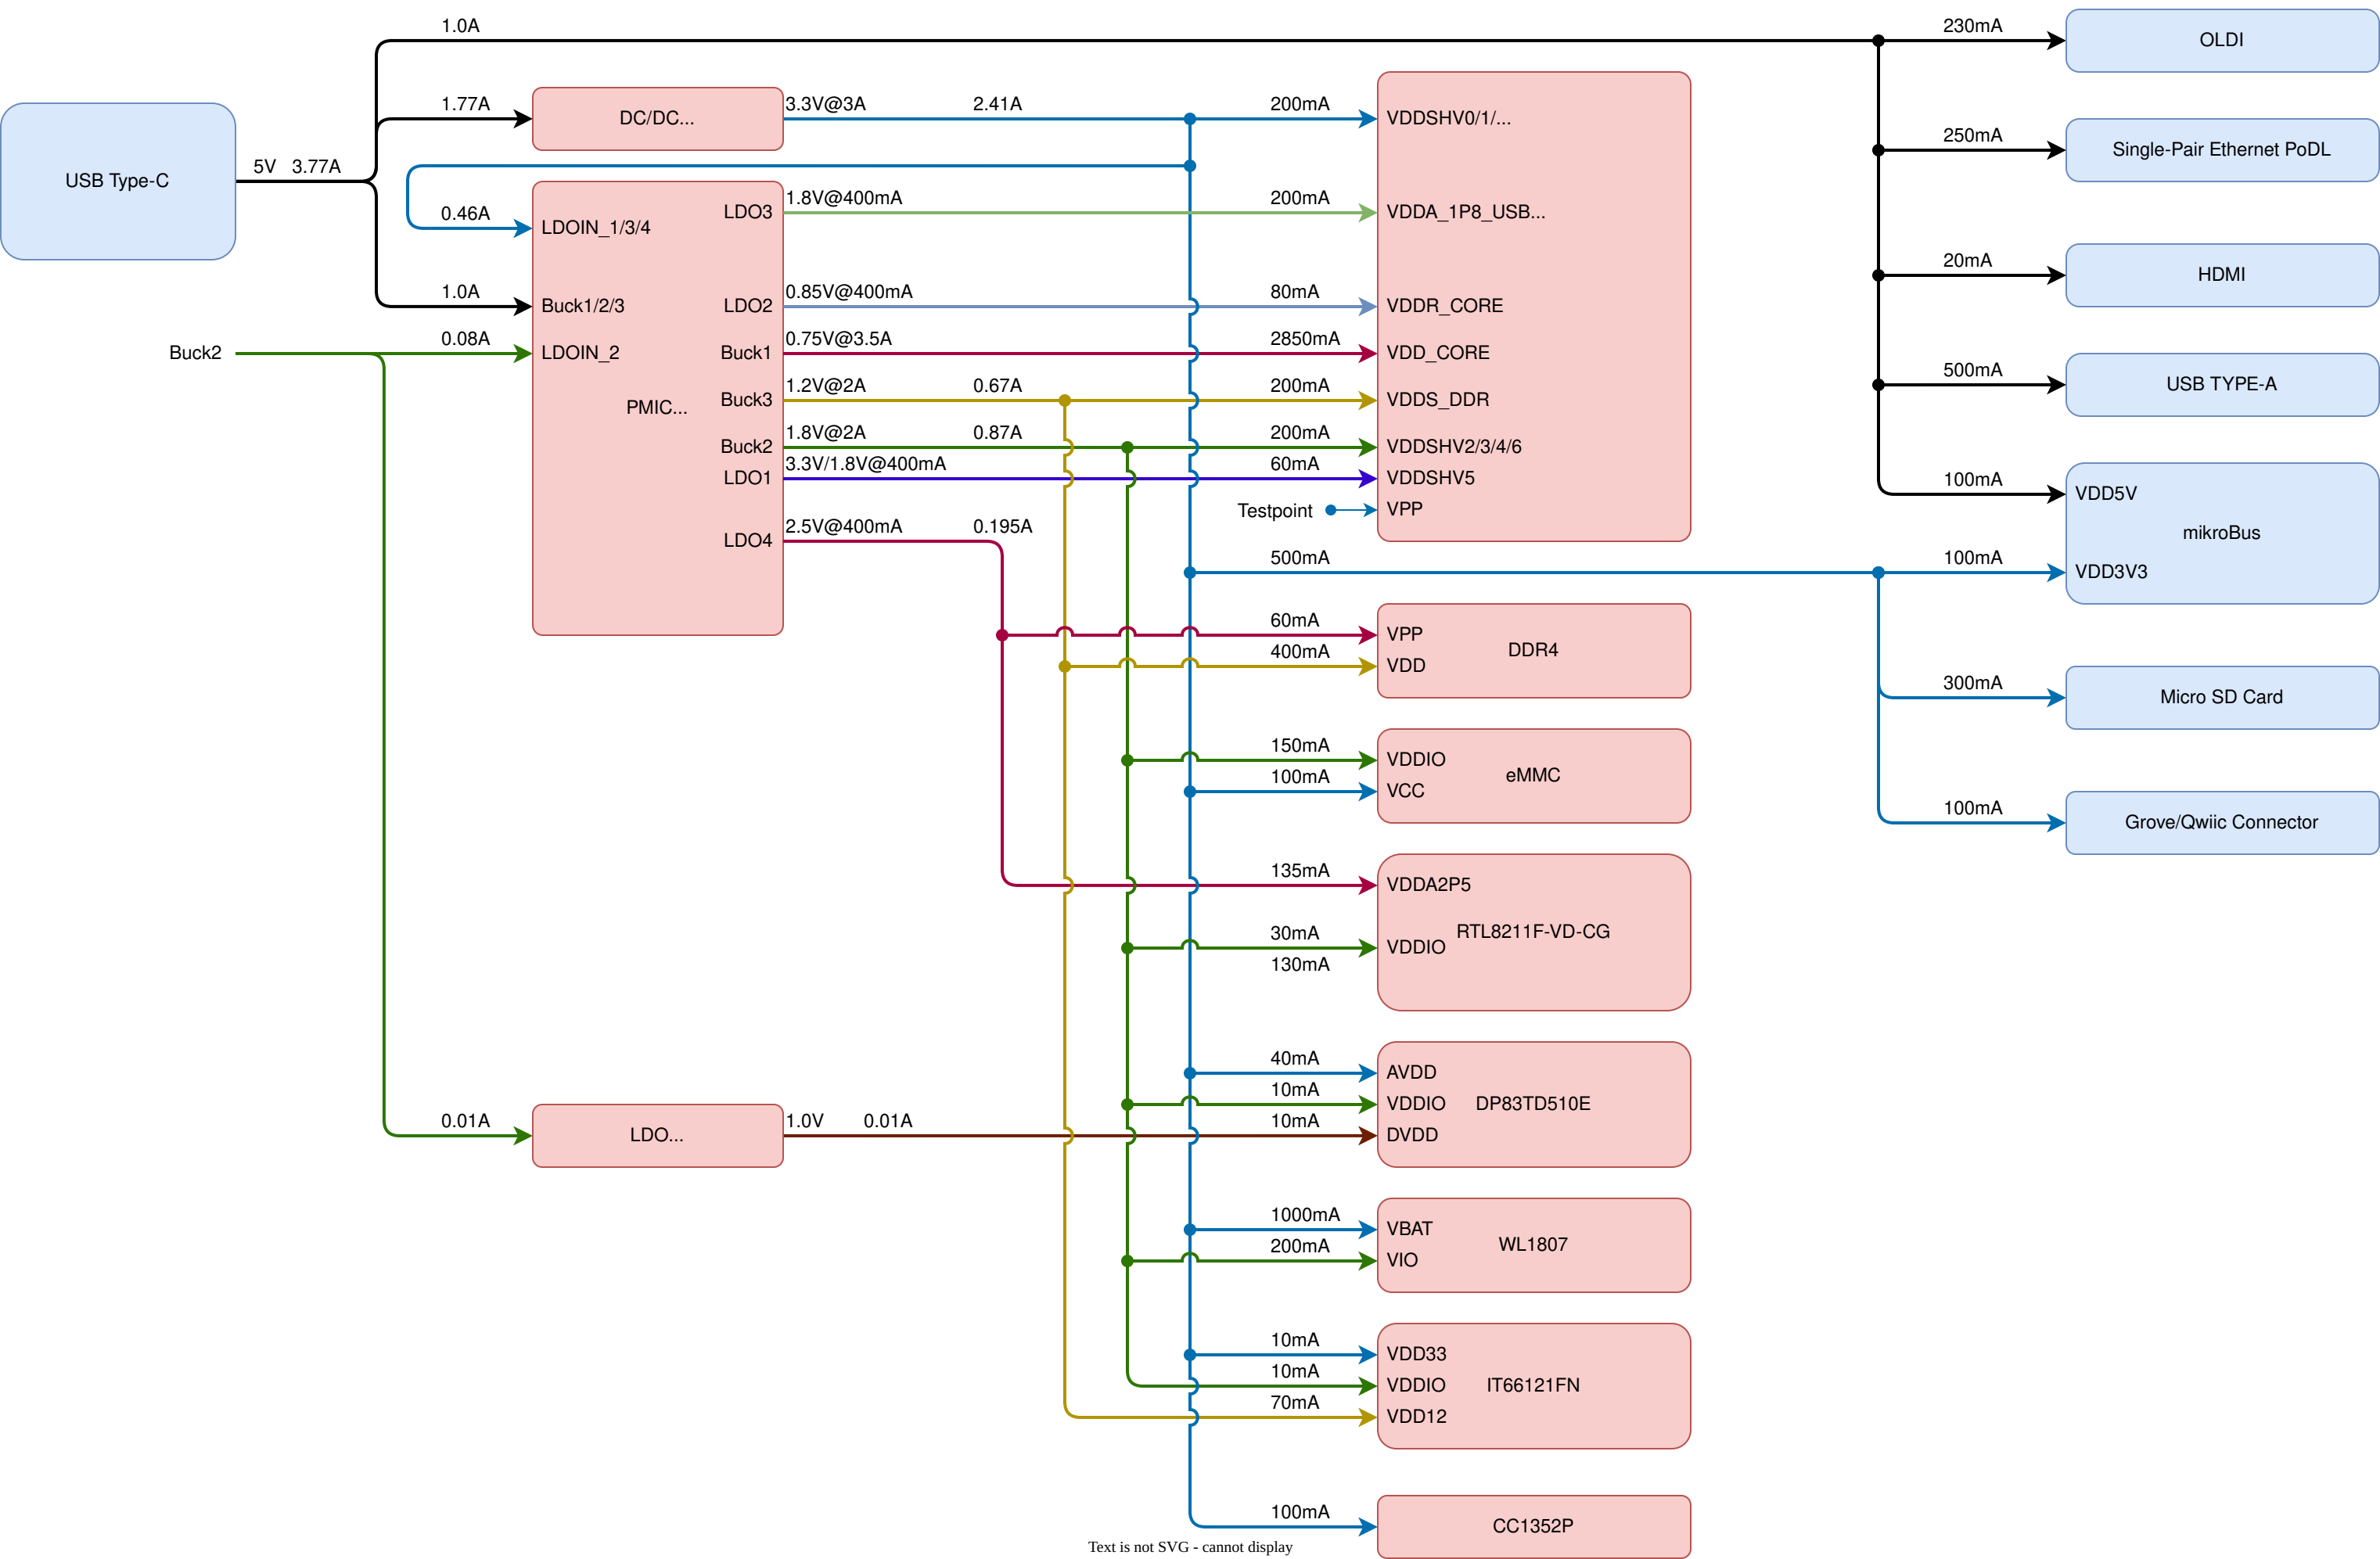 1.0A
230mA
OLDI
1.77A
DC/DC...
3.3V@3A
2.41A
200mA
VDDSHV0/1/...
250mA
Single-Pair Ethernet PoDL
USB Type-C
5V
3.77A
0.46A
LDOIN_1/3/4
LDO3
1.8V@400mA
200mA
VDDA_1P8_USB...
20mA
HDMI
1.0A
Buck1/2/3
LDO2
0.85V@400mA
80mA
VDDR_CORE
Buck2
0.08A
LDOIN_2
Buck1
0.75V@3.5A
2850mA
VDD_CORE
500mA
USB TYPE-A
PMIC...
Buck3
1.2V@2A
0.67A
200mA
VDDS_DDR
Buck2
1.8V@2A
0.87A
200mA
VDDSHV2/3/4/6
LDO1
3.3V/1.8V@400mA
60mA
VDDSHV5
100mA
VDD5V
Testpoint
VPP
mikroBus
LDO4
2.5V@400mA
0.195A
500mA
100mA
VDD3V3
60mA
VPP
DDR4
400mA
VDD
300mA
Micro SD Card
150mA
VDDIO
eMMC
100mA
VCC
100mA
Grove/Qwiic Connector
135mA
VDDA2P5
RTL8211F-VD-CG
30mA
VDDIO
130mA
40mA
AVDD
10mA
VDDIO
DP83TD510E
0.01A
LDO...
1.0V
0.01A
10mA
DVDD
1000mA
VBAT
WL1807
200mA
VIO
10mA
VDD33
10mA
VDDIO
IT66121FN
70mA
VDD12
100mA
CC1352P
Text is not SVG - cannot display